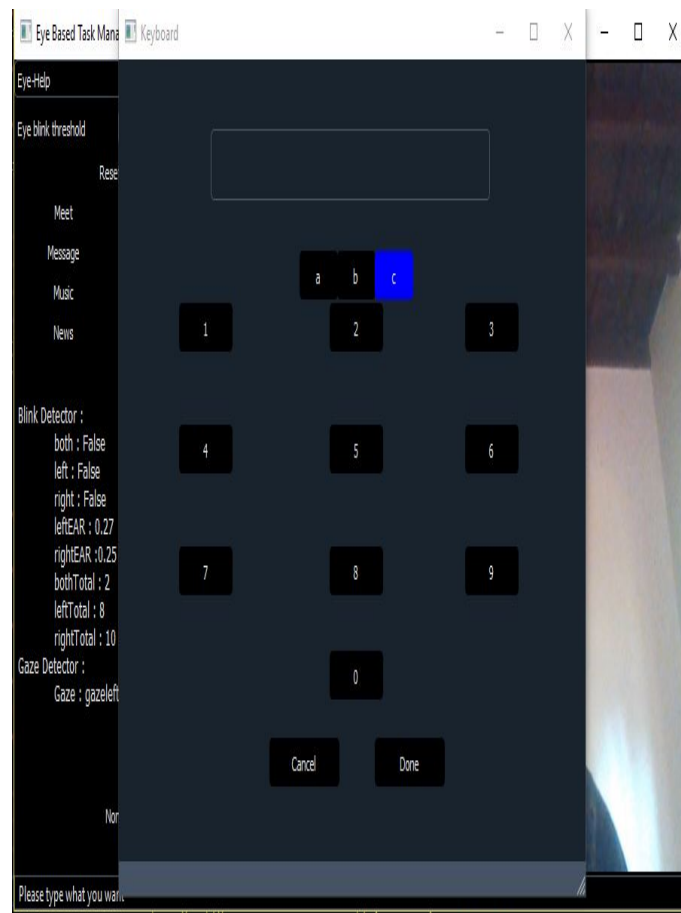 Eye Based Task Mana
Keyboard
Eye-Help
Eye blink threshold
Rese
Meet
Message
Music
News
a b c
1 2 3
4 5 6
7 8 9
0
Cancel Done
Blink Detector :
both : False
left : False
right : False
leftEAR : 0.27
rightEAR :0.25
bothTotal : 2
leftTotal : 8
rightTotal : 10
Gaze Detector :
Gaze : gazeleft
Non
Please type what you want